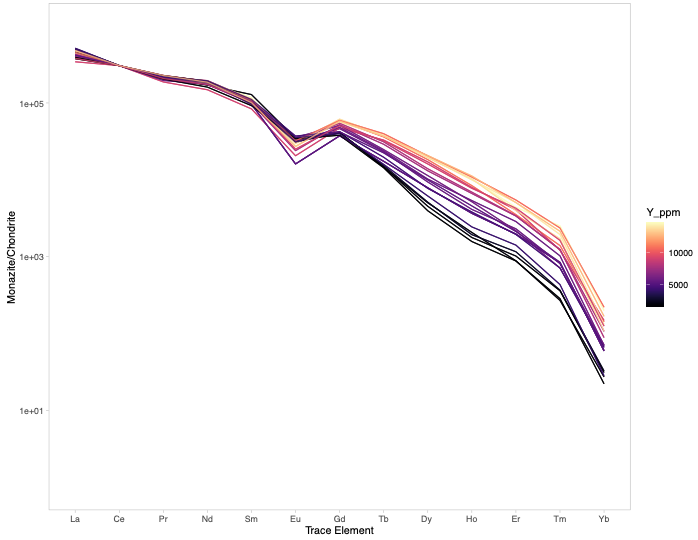 Monazite/Chondrite
1e+05
1e+03
1e+01
La Ce Pr Nd Sm Eu Gd Tb Dy Ho Er Tm Yb
Trace Element
Y_ppm
10000
5000